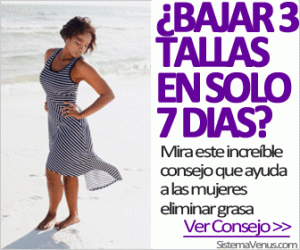 ¿BAJAR 3
TALLAS
EN SOLO
7 DIAS?
Mira este increíble
consejo que ayuda
a las mujeres
eliminar grasa
Ver Consejo >>
SistemaVenus.com